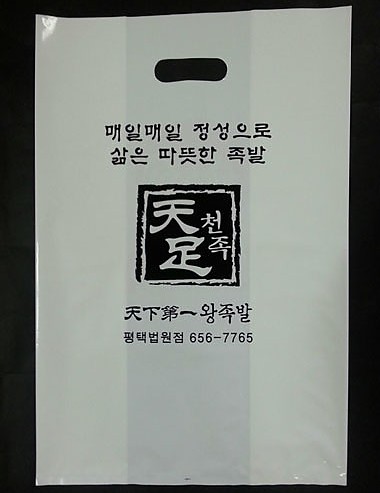 매일매일 정성으로
삶은 따뜻한 족발
天足
천족
天下第一왕족발
평택법원점 656-7765